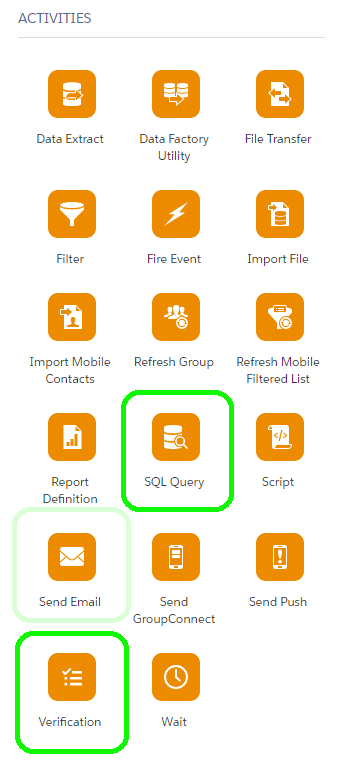 ACTIVITIES
Data Extract
Data Factory
Utility
File Transfer
Filter
Fire Event
Import File
Import Mobile
Contacts
Refresh Group
Refresh Mobile
Filtered List
Report
Definition
SQL Query
Script
Send Email
Send
GroupConnect
Send Push
Verification
Wait